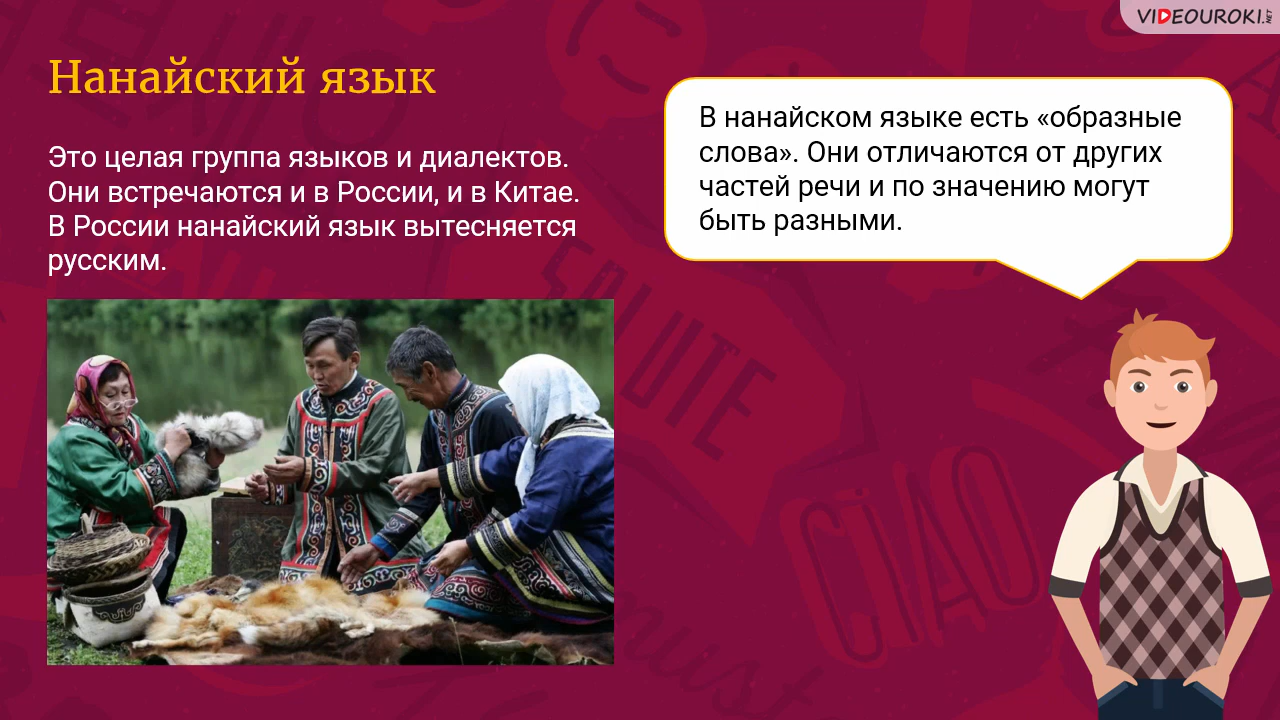 VIDEOUROKI.NET
Нанайский язык
Это целая группа языков и диалектов.
Они встречаются и в России, и в Китае.
В России нанайский язык вытесняется
русским.
В нанайском языке есть «образные
слова». Они отличаются от других
частей речи и по значению могут
быть разными.
CIAO